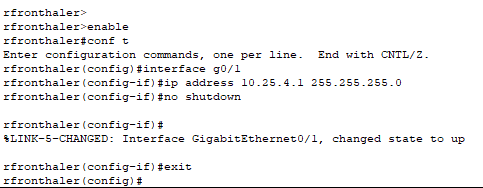 rfronthaler>
rfronthaler>enable
rfronthaler#conf t
Enter configuration commands, one per line.  End with CNTL/Z.
rfronthaler(config)#interface g0/1
rfronthaler(config-if)#ip address 10.25.4.1 255.255.255.0
rfronthaler(config-if)#no shutdown
rfronthaler(config-if)#
%LINK-5-CHANGED: Interface GigabitEthernet0/1, changed state to up
rfronthaler(config-if)#exit
rfronthaler(config)#